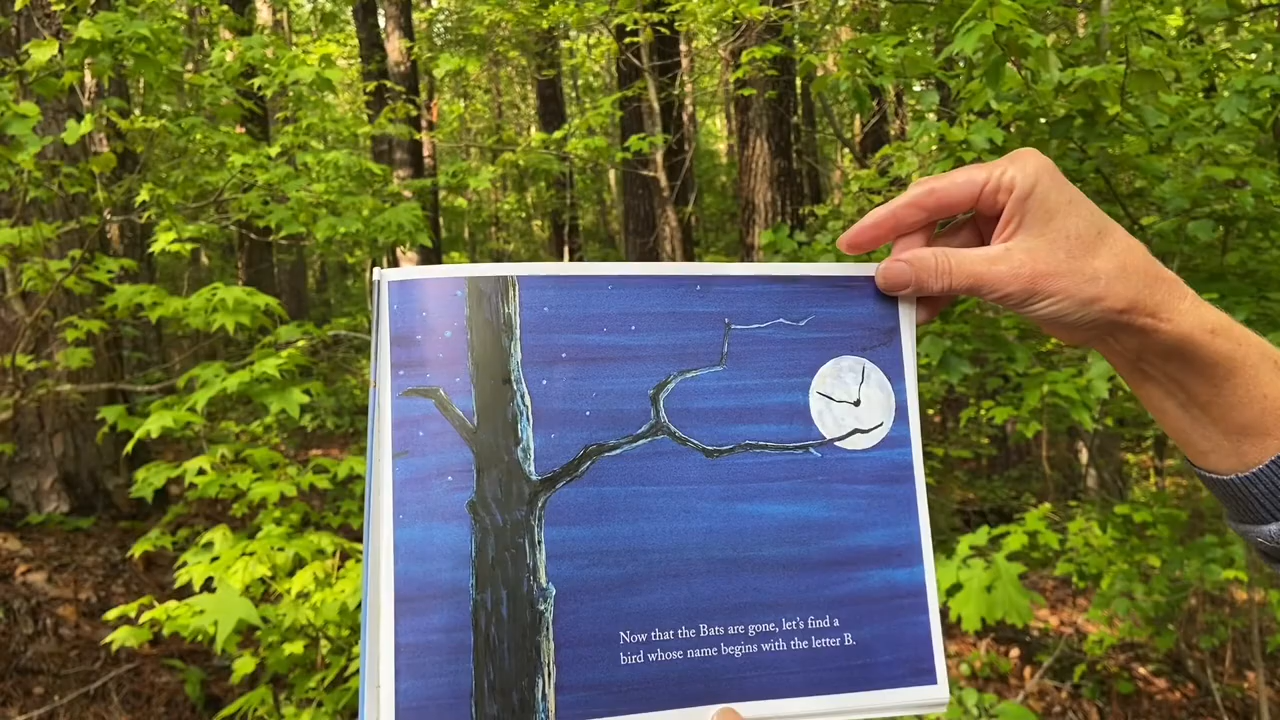 Now that the Bats are gone, let's find a
bird whose name begins with the letter B.